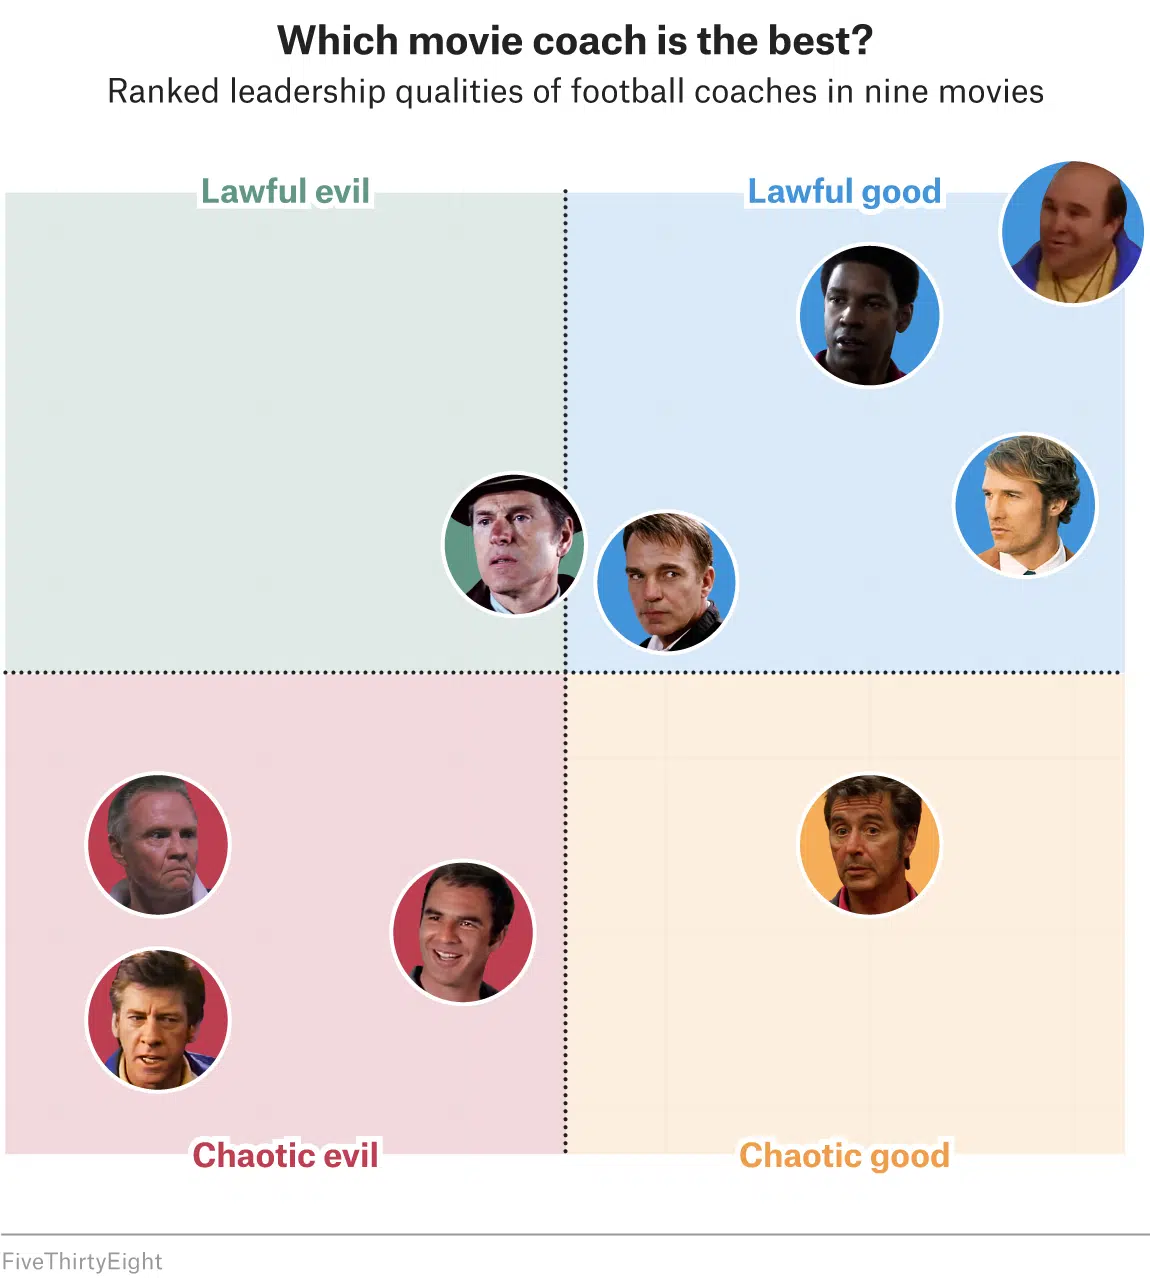 Which movie coach is the best?
Ranked leadership qualities of football coaches in nine movies
Lawful evil
Lawful good
Chaotic evil
Chaotic good
FiveThirtyEight